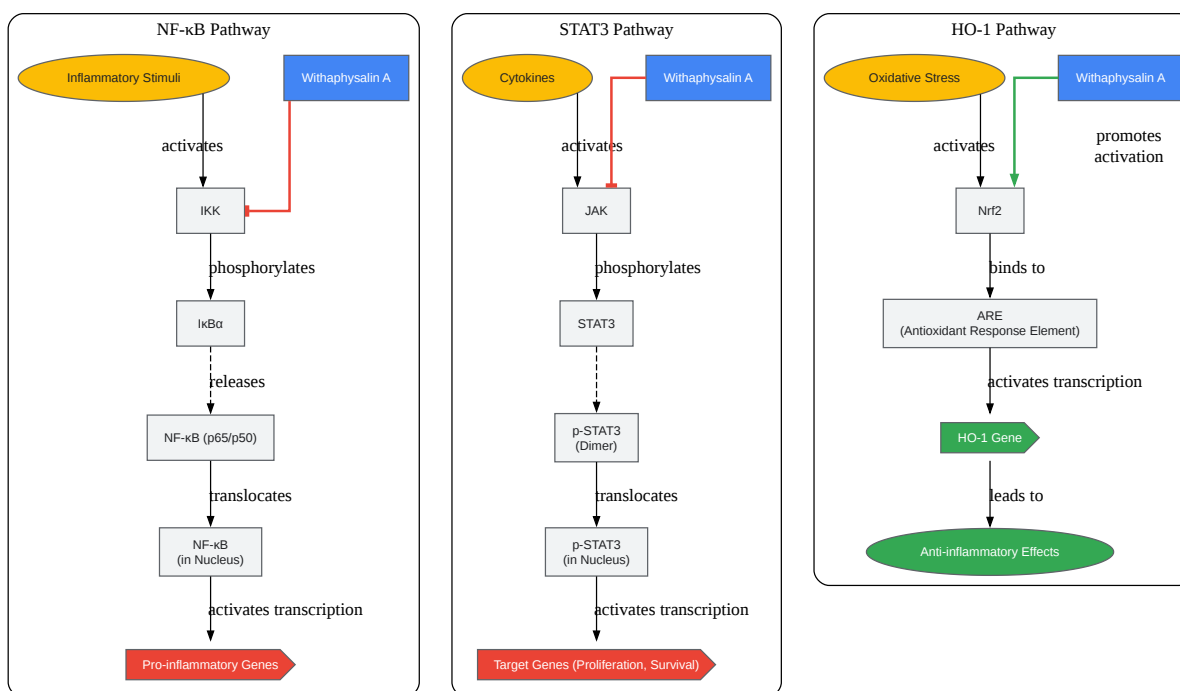 NF-κB Pathway
Inflammatory Stimuli
Withaphysalin A
activates
IKK
phosphorylates
IκBα
releases
NF-κB (p65/p50)
translocates
NF-κB
(in Nucleus)
activates transcription
Pro-inflammatory Genes
STAT3 Pathway
Cytokines
Withaphysalin A
activates
JAK
phosphorylates
STAT3
p-STAT3
(Dimer)
translocates
p-STAT3
(in Nucleus)
activates transcription
Target Genes (Proliferation, Survival)
HO-1 Pathway
Oxidative Stress
Withaphysalin A
activates
promotes
activation
Nrf2
binds to
ARE
(Antioxidant Response Element)
activates transcription
HO-1 Gene
leads to
Anti-inflammatory Effects